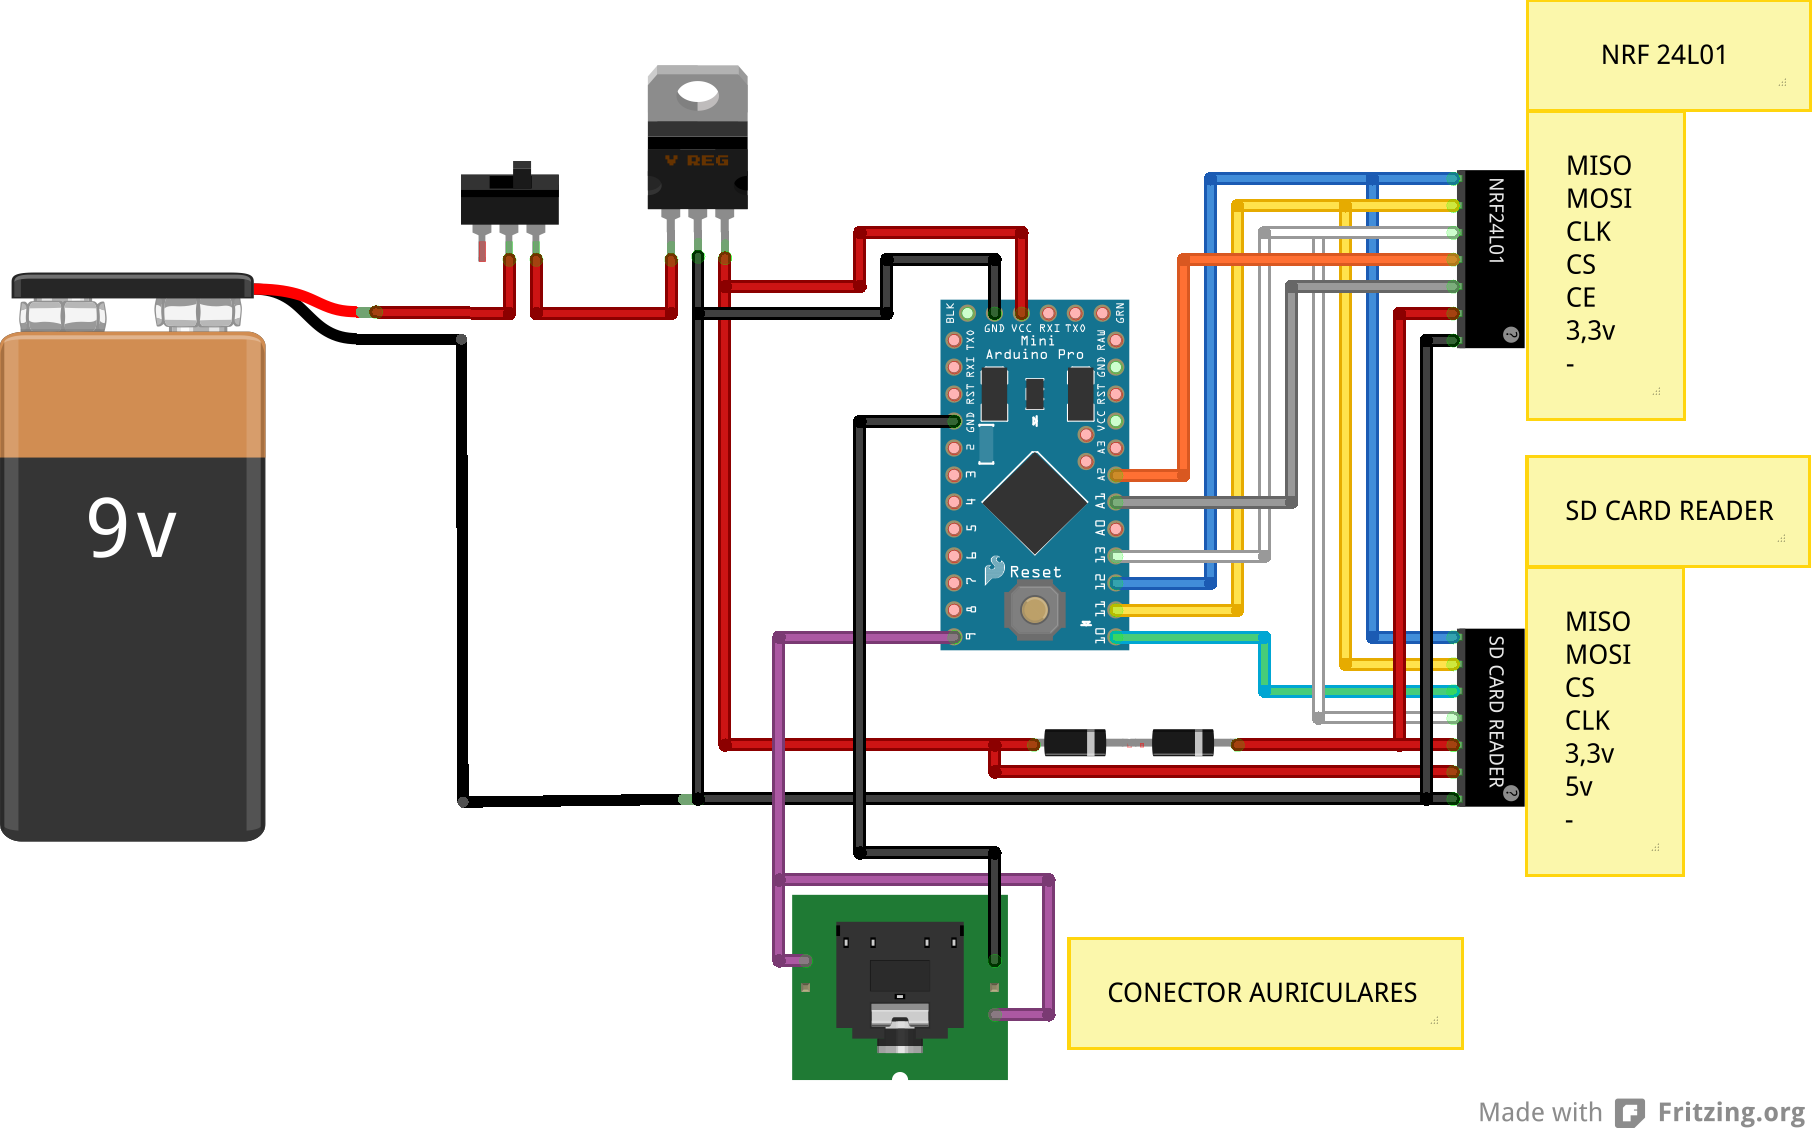 NRF 24L01
MISO
MOSI
CLK
CS
CE
3,3v
-
NRF24L01
SD CARD READER
MISO
MOSI
CS
CLK
3,3v
5v
-
SD CARD READER
V REG
9v
BLK
GND
VCC
RXI
TXO
GRN
Mini
Arduino Pro
TXO
RXI
RST
GND
2
3
4
5
6
7
8
9
RAW
GND
RST
VCC
A3
A2
A1
A0
13
12
11
10
Reset
CONECTOR AURICULARES
Made with Fritzing.org